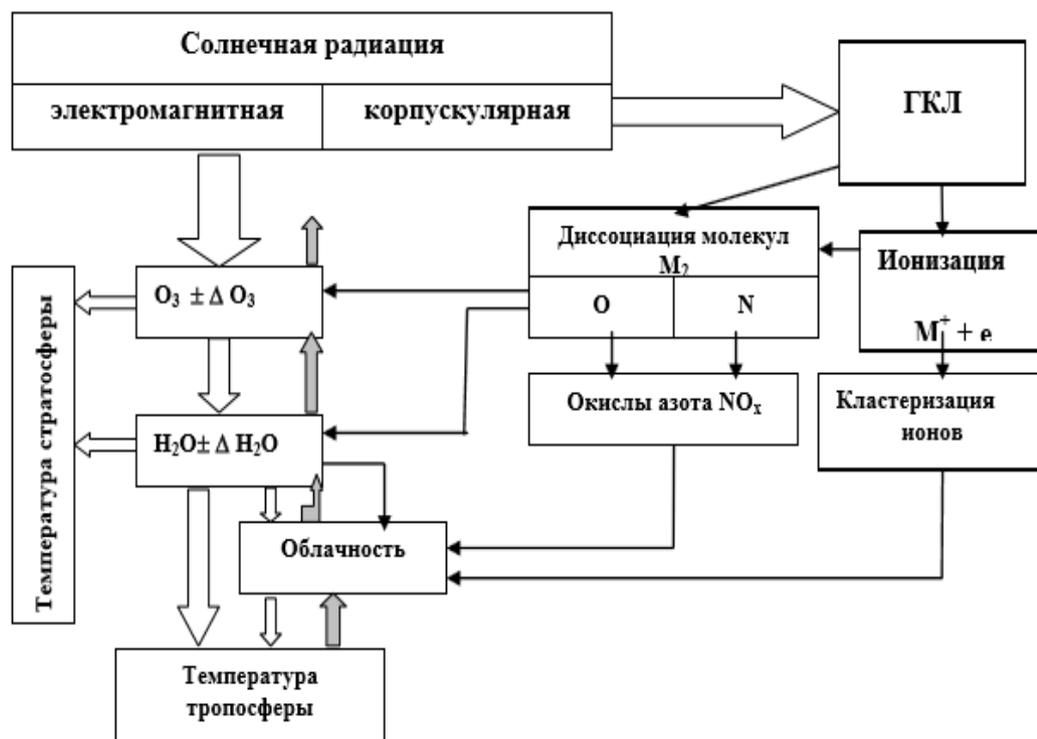 Солнечная радиация
электромагнитная
корпускулярная
ГКЛ
Диссоциация молекул
M₂
O
N
Ионизация
M⁺ + e
O₃ ± Δ O₃
Окислы азота NOₓ
Кластеризация
ионов
H₂O± Δ H₂O
Температура стратосферы
Облачность
Температура
тропосферы